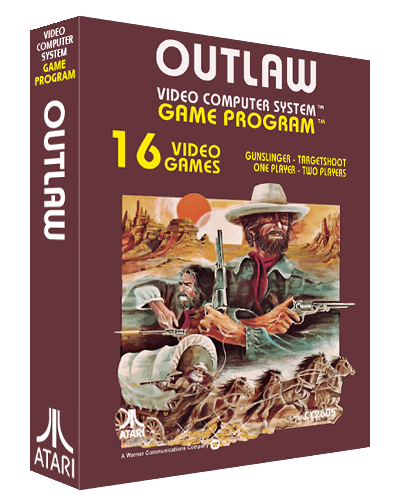 VIDEO
COMPUTER
SYSTEM
GAME
PROGRAM
OUTLAW
ATARI
OUTLAW
VIDEO COMPUTER SYSTEM™
GAME PROGRAM™
16 VIDEO
GAMES
GUNSLINGER - TARGETSHOOT
ONE PLAYER - TWO PLAYERS
CX2605
ATARI
A Warner Communications Company